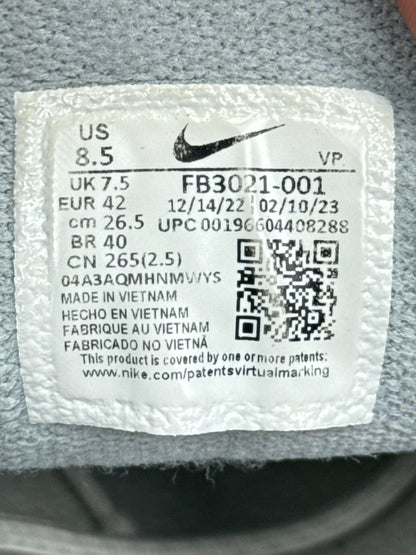 US
8.5
VP
UK 7.5
FB3021-001
EUR 42
12/14/22 02/10/23
cm 26.5
UPC 00196604408288
BR 40
CN 265(2.5)
04A3AQMHNMWYS
MADE IN VIETNAM
HECHO EN VIETNAM
FABRIQUE AU VIETNAM
FABRICADO NO VIETNÃ
This product is covered by one or more patents:
www.nike.com/patentsvirtualmarking